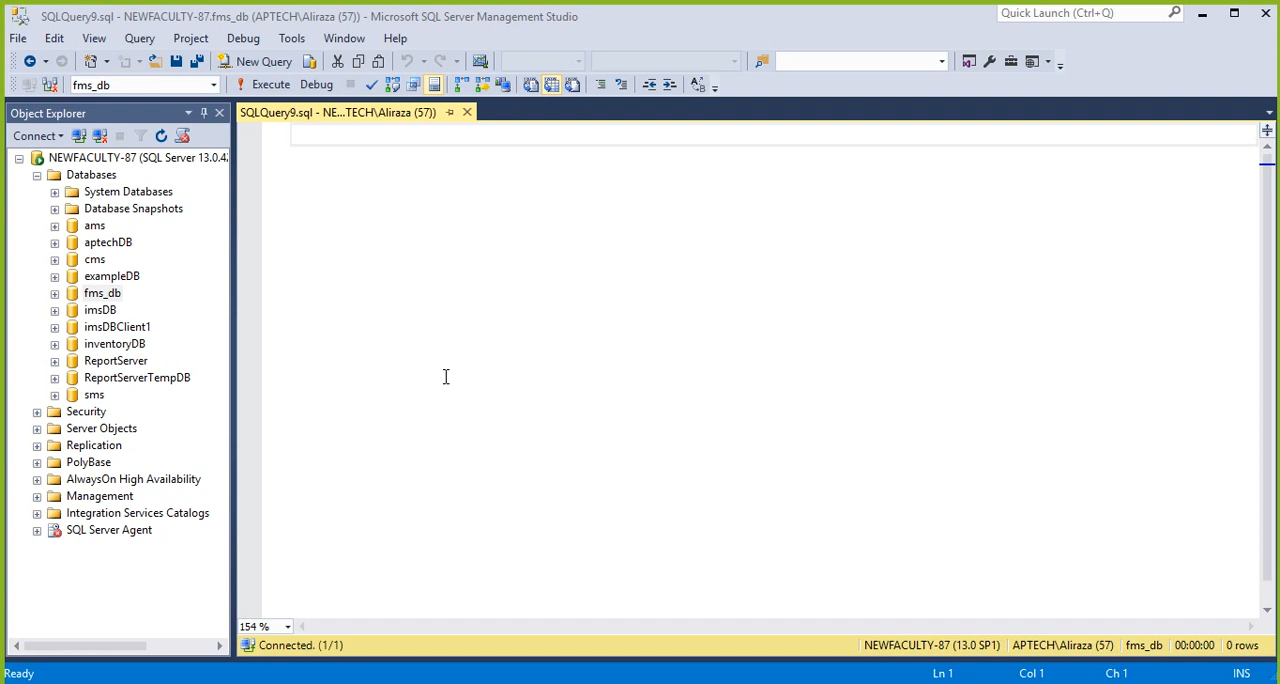 SQLQuery9.sql - NEWFACULTY-87.fms_db (APTECH\Aliraza (57)) - Microsoft SQL Server Management Studio
Quick Launch (Ctrl+Q)
File Edit View Query Project Debug Tools Window Help
New Query
fms_db Execute Debug
Object Explorer
SQLQuery9.sql - NE...TECH\Aliraza (57))
Connect
NEWFACULTY-87 (SQL Server 13.0.42
Databases
System Databases
Database Snapshots
ams
aptechDB
cms
exampleDB
fms_db
imsDB
imsDBClient1
inventoryDB
ReportServer
ReportServerTempDB
sms
Security
Server Objects
Replication
PolyBase
AlwaysOn High Availability
Management
Integration Services Catalogs
SQL Server Agent
154 %
Connected. (1/1) NEWFACULTY-87 (13.0 SP1) APTECH\Aliraza (57) fms_db 00:00:00 0 rows
Ready Ln 1 Col 1 Ch 1 INS